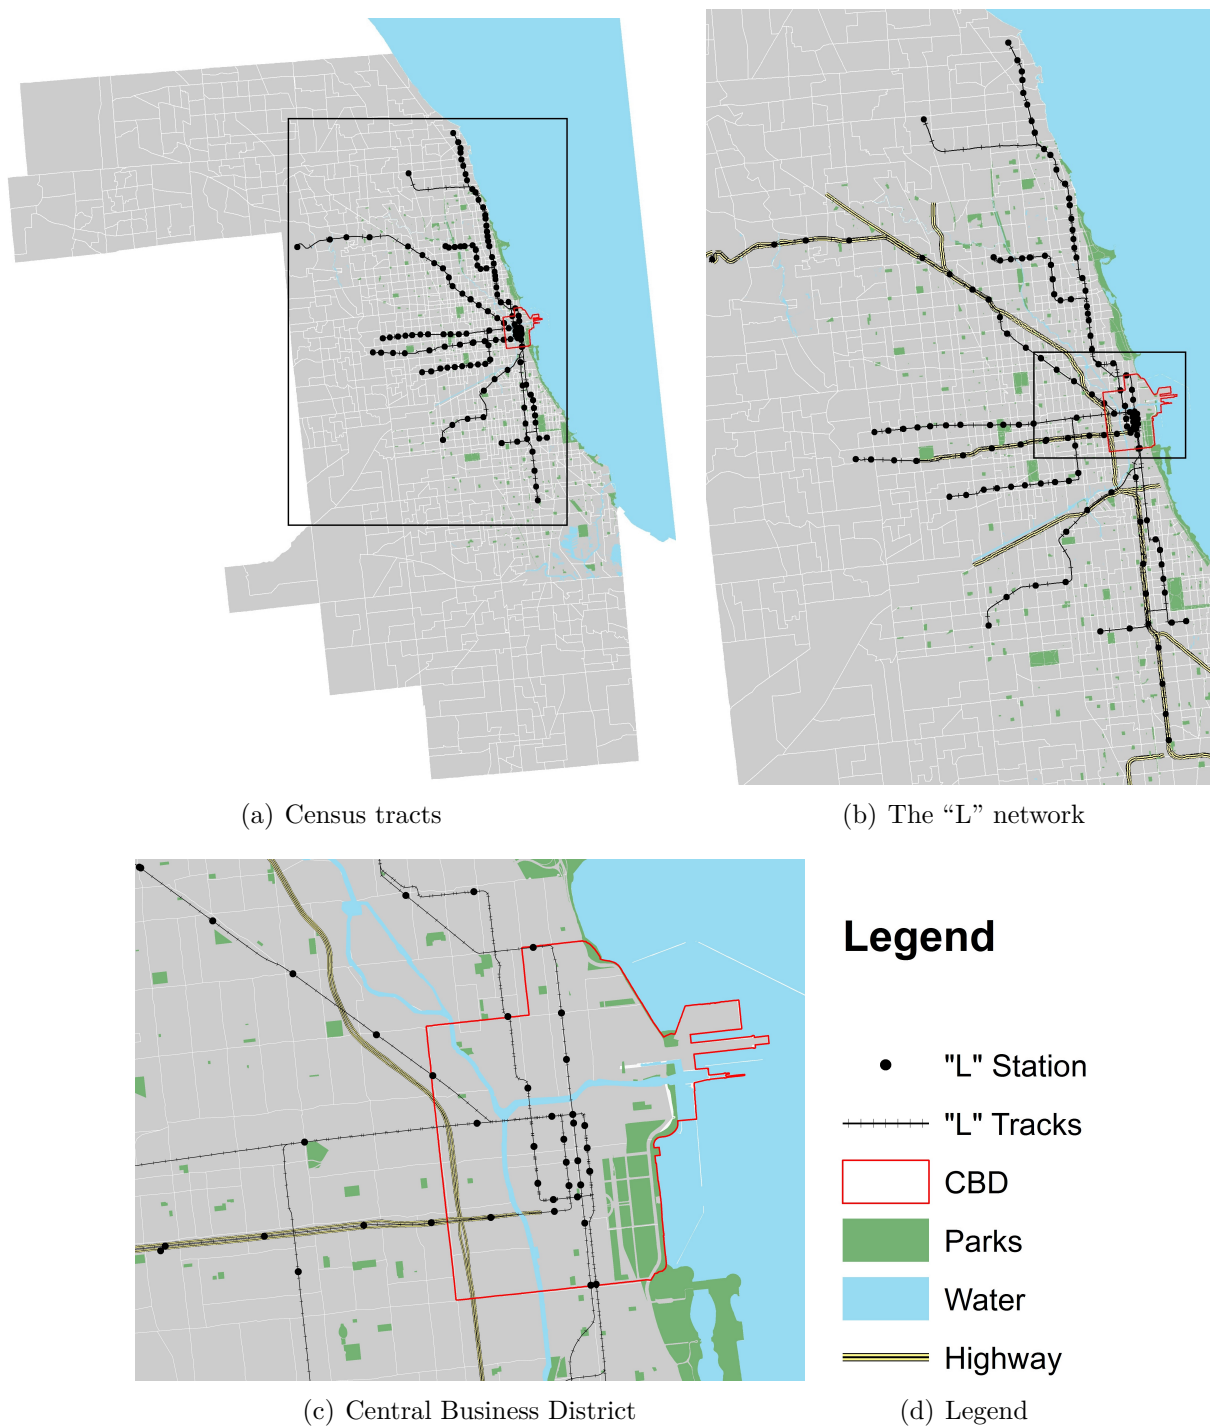 (a) Census tracts
(b) The “L” network
Legend
"L" Station
"L" Tracks
CBD
Parks
Water
Highway
(c) Central Business District
(d) Legend